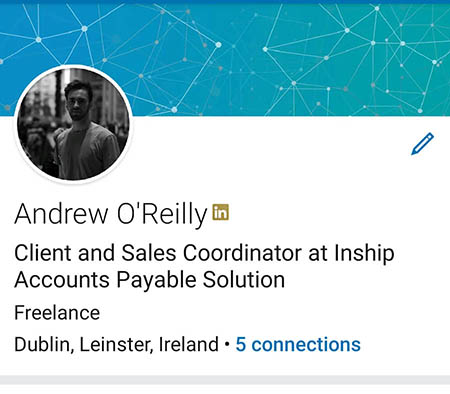 Andrew O'Reilly in
Client and Sales Coordinator at Inship
Accounts Payable Solution
Freelance
Dublin, Leinster, Ireland • 5 connections